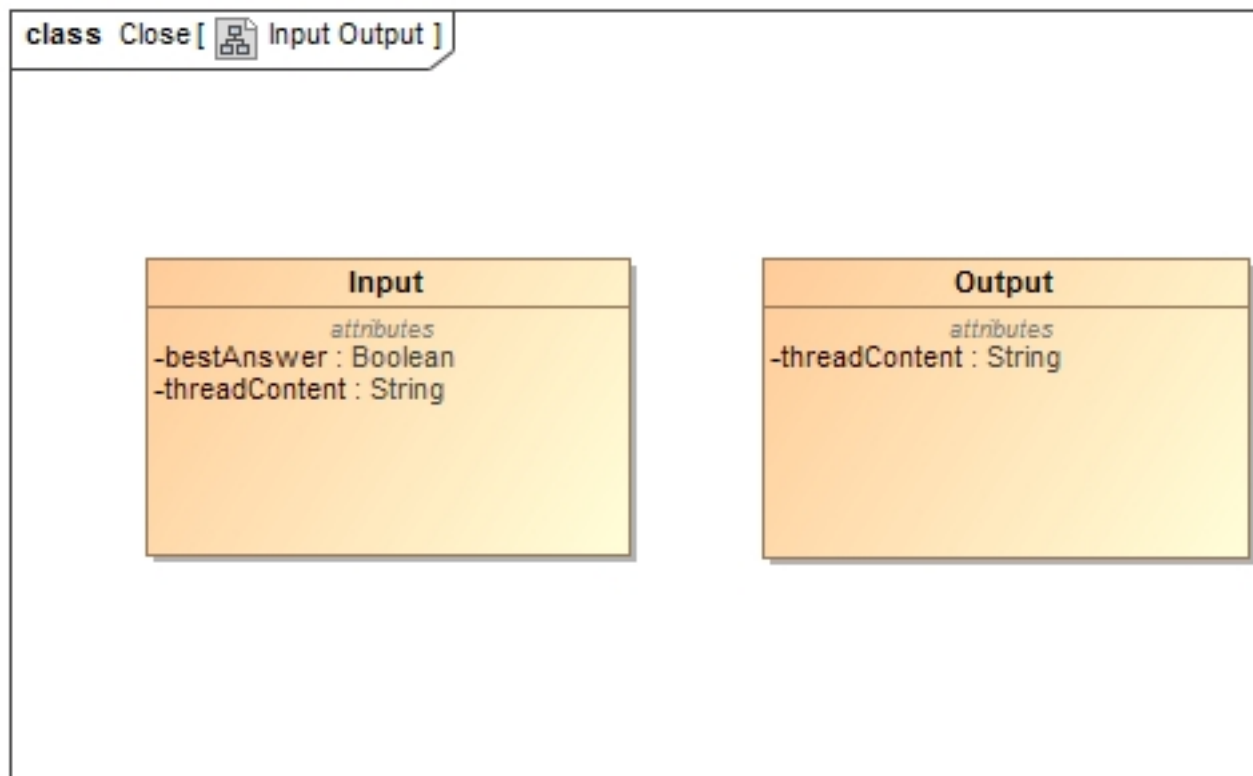 class Close[ Input Output ]
Input
attributes
-bestAnswer : Boolean
-threadContent : String
Output
attributes
-threadContent : String